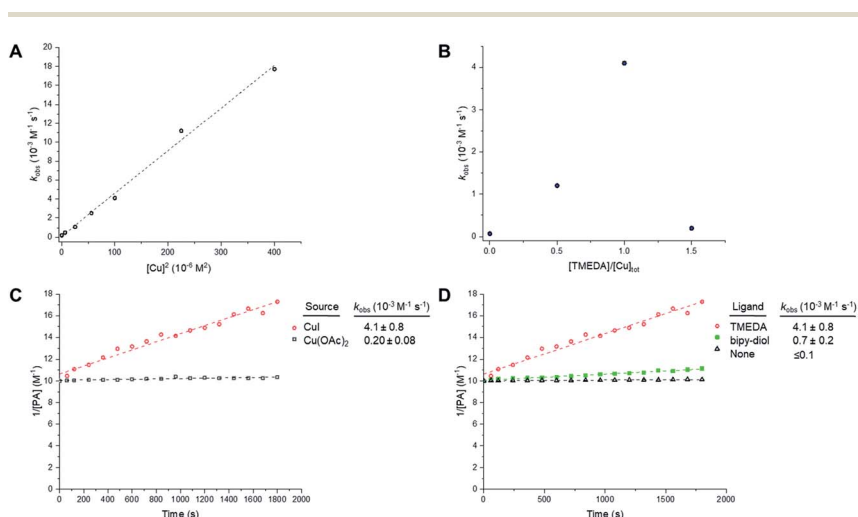 A
20
18
16
14
12
10
8
6
4
2
0
k_obs (10⁻³ M⁻¹ s⁻¹)
0 100 200 300 400
[Cu]² (10⁻⁶ M²)
B
4
3
2
1
0
k_obs (10⁻³ M⁻¹ s⁻¹)
0.0 0.5 1.0 1.5
[TMEDA]/[Cu]_tot
C
18
16
14
12
10
8
6
4
2
0
1/[PA] (M⁻¹)
0 200 400 600 800 1000 1200 1400 1600 1800 2000
Time (s)
Source k_obs (10⁻³ M⁻¹ s⁻¹)
CuI 4.1 ± 0.8
Cu(OAc)₂ 0.20 ± 0.08
D
18
16
14
12
10
8
6
4
2
0
1/[PA] (M⁻¹)
0 500 1000 1500 2000
Time (s)
Ligand k_obs (10⁻³ M⁻¹ s⁻¹)
TMEDA 4.1 ± 0.8
bipy-diol 0.7 ± 0.2
None ≤0.1